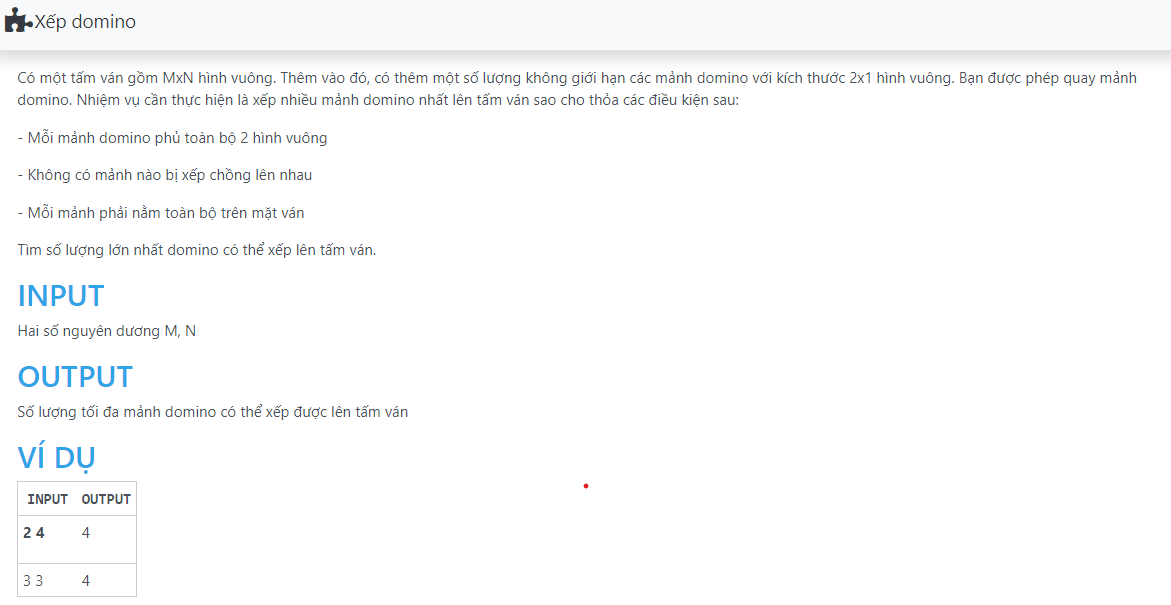 Xếp domino
Có một tấm ván gồm MxN hình vuông. Thêm vào đó, có thêm một số lượng không giới hạn các mảnh domino với kích thước 2x1 hình vuông. Bạn được phép quay mảnh
domino. Nhiệm vụ cần thực hiện là xếp nhiều mảnh domino nhất lên tấm ván sao cho thỏa các điều kiện sau:
- Mỗi mảnh domino phủ toàn bộ 2 hình vuông
- Không có mảnh nào bị xếp chồng lên nhau
- Mỗi mảnh phải nằm toàn bộ trên mặt ván
Tìm số lượng lớn nhất domino có thể xếp lên tấm ván.
INPUT
Hai số nguyên dương M, N
OUTPUT
Số lượng tối đa mảnh domino có thể xếp được lên tấm ván
VÍ DỤ
INPUT OUTPUT
2 4 4
3 3 4